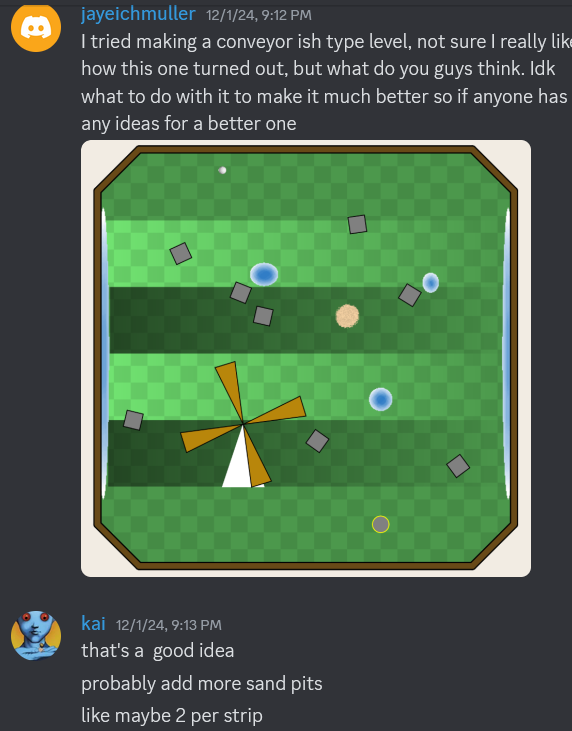 jayeichmuller 12/1/24, 9:12 PM
I tried making a conveyor ish type level, not sure I really like
how this one turned out, but what do you guys think. Idk
what to do with it to make it much better so if anyone has
any ideas for a better one
kai 12/1/24, 9:13 PM
that's a good idea
probably add more sand pits
like maybe 2 per strip